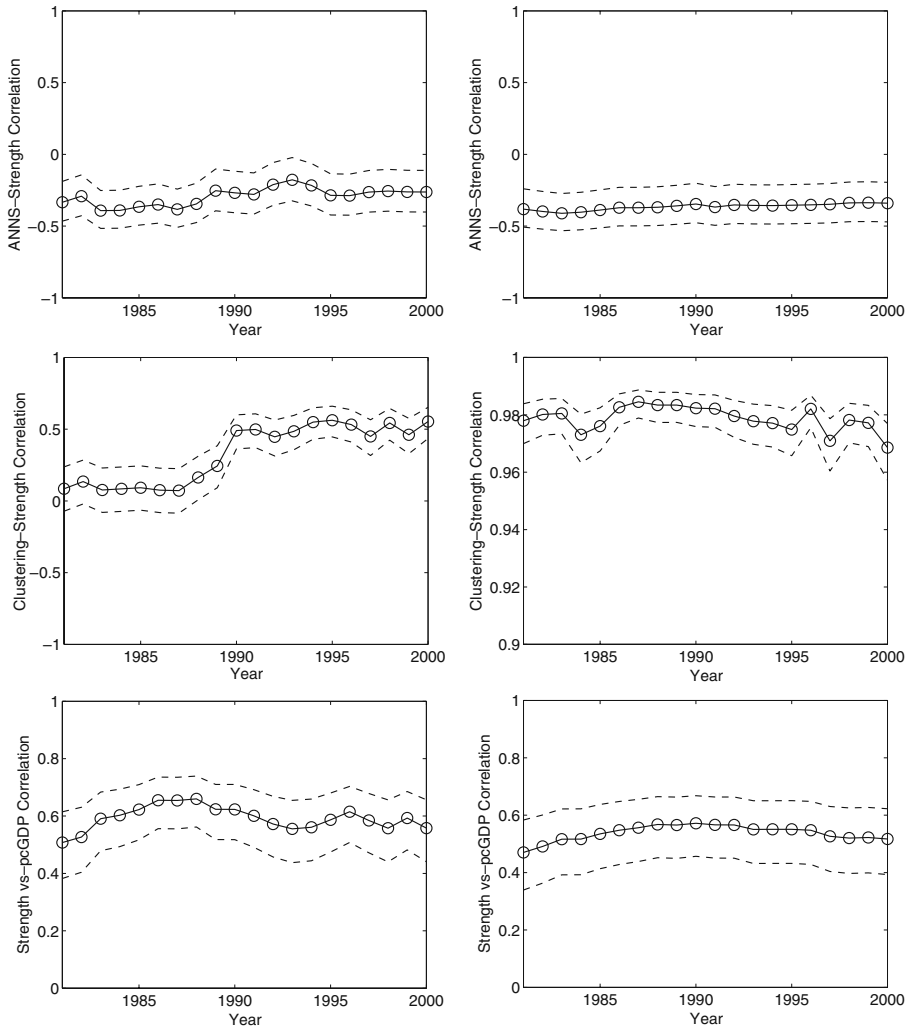 1
0.5
0
−0.5
−1
ANNS−Strength Correlation
1985 1990 1995 2000
Year
1
0.5
0
−0.5
−1
ANNS−Strength Correlation
1985 1990 1995 2000
Year
1
0.5
0
−0.5
−1
Clustering−Strength Correlation
1985 1990 1995 2000
Year
1
0.98
0.96
0.94
0.92
0.9
Clustering−Strength Correlation
1985 1990 1995 2000
Year
1
0.8
0.6
0.4
0.2
0
Strength vs−pcGDP Correlation
1985 1990 1995 2000
Year
1
0.8
0.6
0.4
0.2
0
Strength vs−pcGDP Correlation
1985 1990 1995 2000
Year